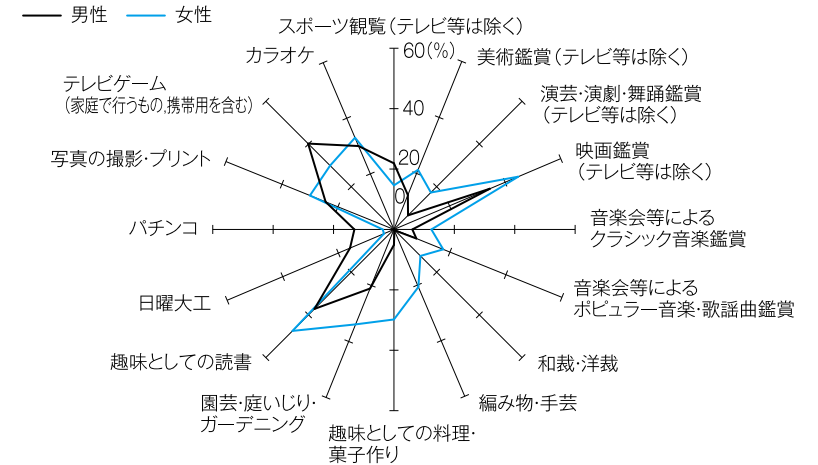 男性
女性
スポーツ観覧(テレビ等は除く)
60(%)
40
20
0
美術鑑賞(テレビ等は除く)
演芸・演劇・舞踊鑑賞
(テレビ等は除く)
映画鑑賞
(テレビ等は除く)
音楽会等による
クラシック音楽鑑賞
音楽会等による
ポピュラー音楽・歌謡曲鑑賞
和裁・洋裁
編み物・手芸
趣味としての料理・
菓子作り
園芸・庭いじり・
ガーデニング
趣味としての読書
日曜大工
パチンコ
写真の撮影・プリント
テレビゲーム
(家庭で行うもの,携帯用を含む)
カラオケ